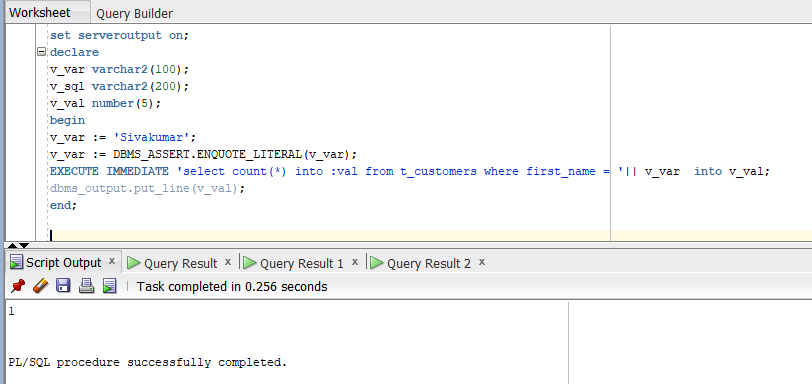 Worksheet Query Builder
set serveroutput on;
declare
v_var varchar2(100);
v_sql varchar2(200);
v_val number(5);
begin
v_var := 'Sivakumar';
v_var := DBMS_ASSERT.ENQUOTE_LITERAL(v_var);
EXECUTE IMMEDIATE 'select count(*) into :val from t_customers where first_name = '|| v_var  into v_val;
dbms_output.put_line(v_val);
end;
Script Output x Query Result x Query Result 1 x Query Result 2 x
Task completed in 0.256 seconds
1
PL/SQL procedure successfully completed.